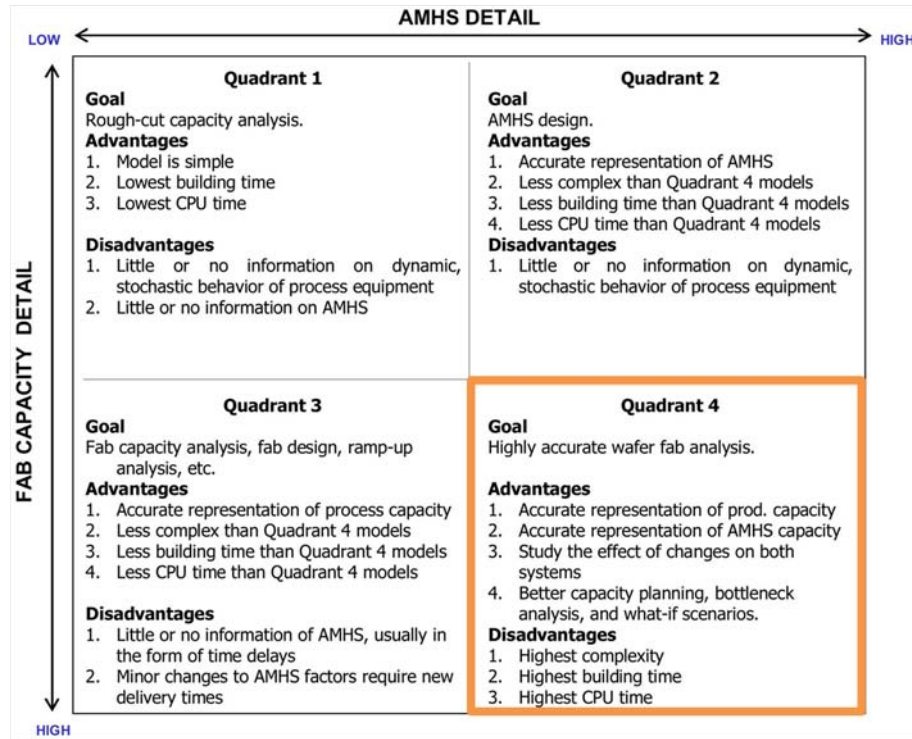 AMHS DETAIL
LOW
HIGH
FAB CAPACITY DETAIL
Quadrant 1
Goal
Rough-cut capacity analysis.
Advantages
1. Model is simple
2. Lowest building time
3. Lowest CPU time
Disadvantages
1. Little or no information on dynamic,
stochastic behavior of process equipment
2. Little or no information on AMHS
Quadrant 2
Goal
AMHS design.
Advantages
1. Accurate representation of AMHS
2. Less complex than Quadrant 4 models
3. Less building time than Quadrant 4 models
4. Less CPU time than Quadrant 4 models
Disadvantages
1. Little or no information on dynamic,
stochastic behavior of process equipment
Quadrant 3
Goal
Fab capacity analysis, fab design, ramp-up
analysis, etc.
Advantages
1. Accurate representation of process capacity
2. Less complex than Quadrant 4 models
3. Less building time than Quadrant 4 models
4. Less CPU time than Quadrant 4 models
Disadvantages
1. Little or no information of AMHS, usually in
the form of time delays
2. Minor changes to AMHS factors require new
delivery times
Quadrant 4
Goal
Highly accurate wafer fab analysis.
Advantages
1. Accurate representation of prod. capacity
2. Accurate representation of AMHS capacity
3. Study the effect of changes on both
systems
4. Better capacity planning, bottleneck
analysis, and what-if scenarios.
Disadvantages
1. Highest complexity
2. Highest building time
3. Highest CPU time
HIGH